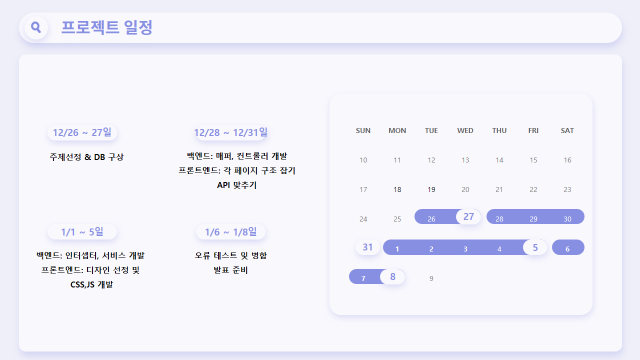 프로젝트 일정
12/26 ~ 27일
주제선정 & DB 구상
12/28 ~ 12/31일
백엔드: 매퍼, 컨트롤러 개발
프론트엔드: 각 페이지 구조 잡기
API 맞추기
1/1 ~ 5일
백엔드: 인터셉터, 서비스 개발
프론트엔드: 디자인 선정 및
CSS,JS 개발
1/6 ~ 1/8일
오류 테스트 및 병합
발표 준비
SUN MON TUE WED THU FRI SAT
10 11 12 13 14 15 16
17 18 19 20 21 22 23
24 25 26 27 28 29 30
31 1 2 3 4 5 6
7 8 9